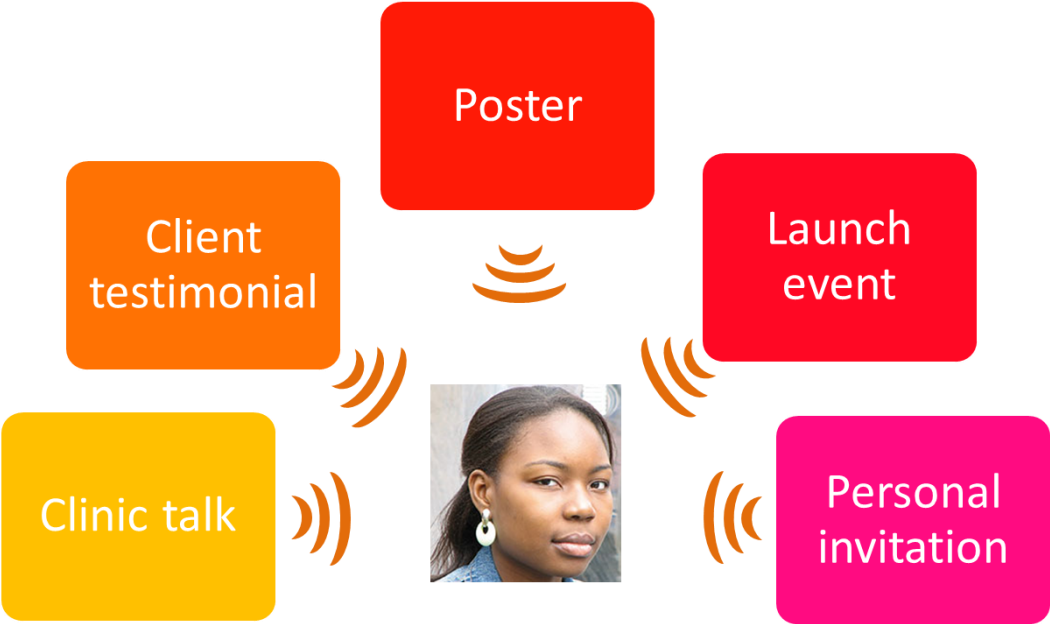 Poster
Client
testimonial
Launch
event
Clinic talk
Personal
invitation